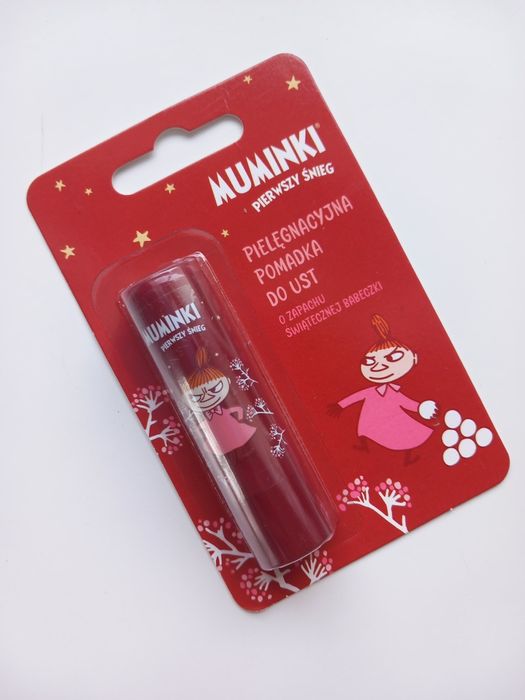 MUMINKI®
PIERWSZY ŚNIEG
PIELĘGNACYJNA
POMADKA
DO UST
O ZAPACHU
ŚWIĄTECZNEJ BABECZKI
MUMINKI
PIERWSZY ŚNIEG